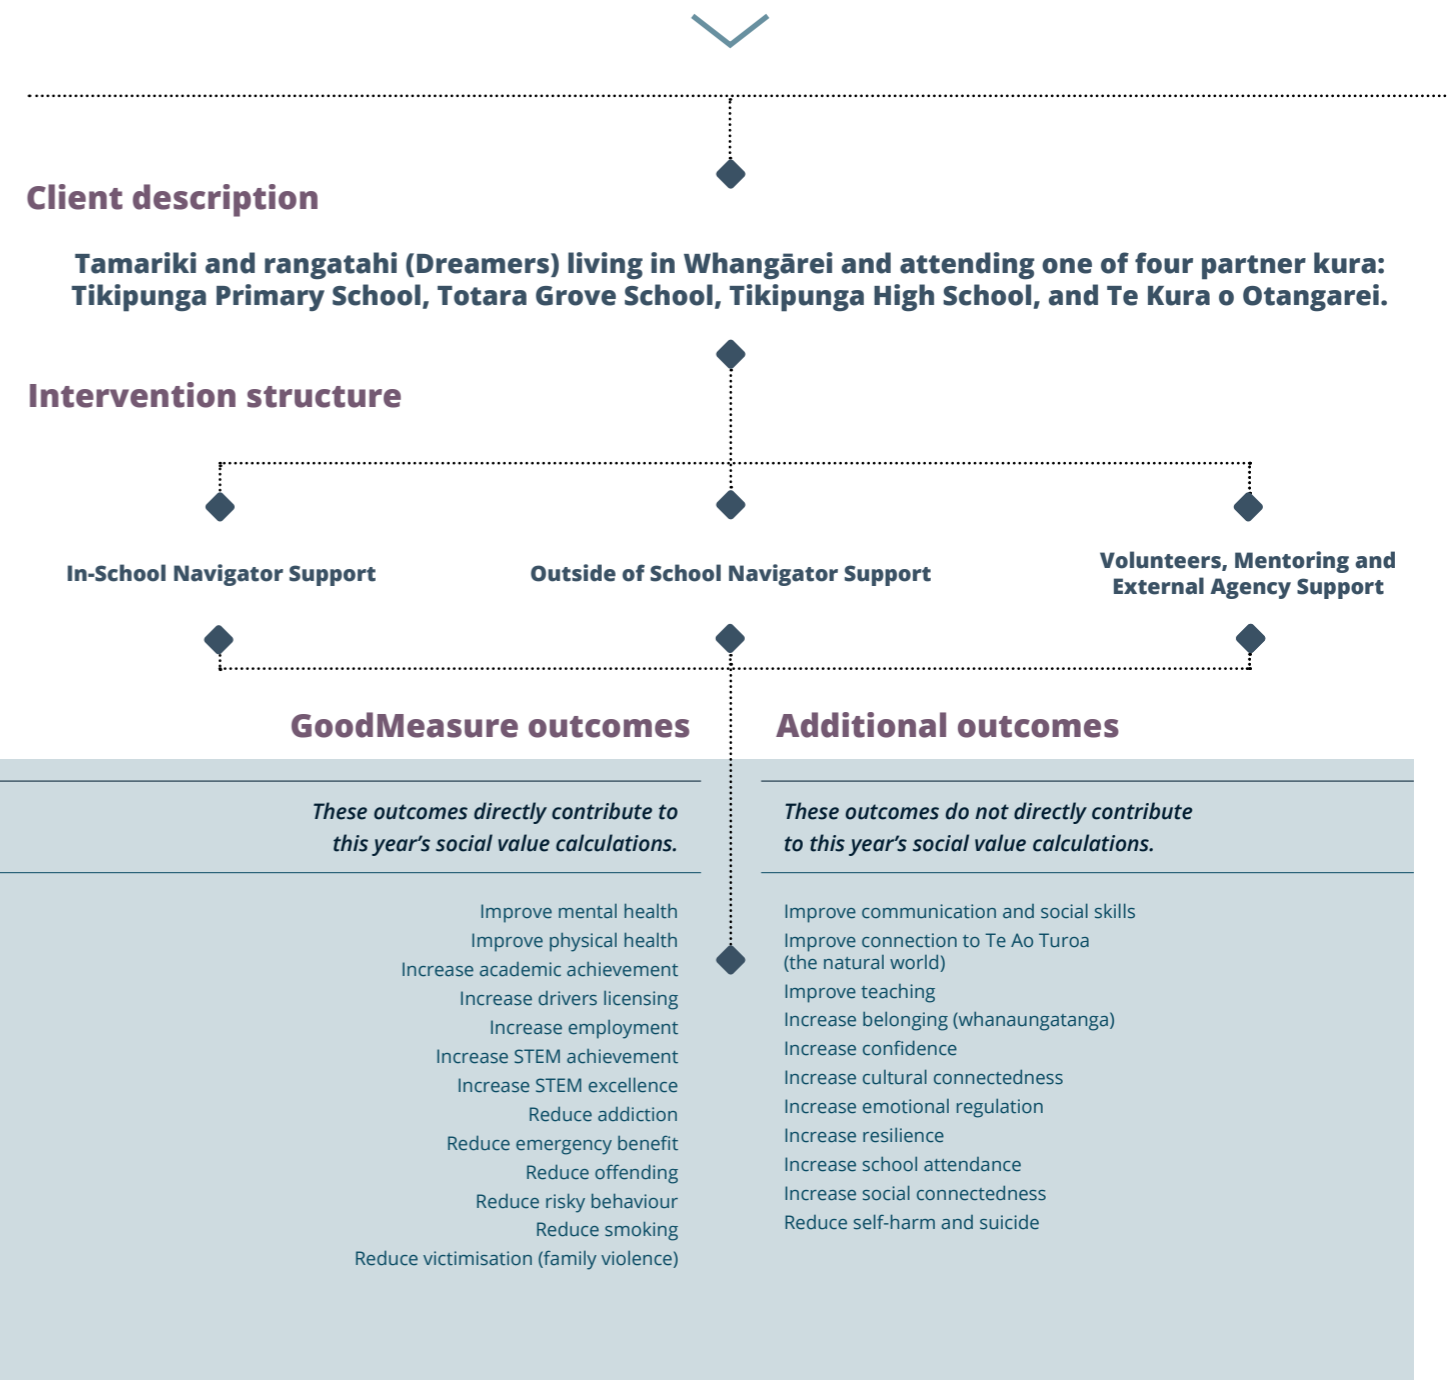 Client description
Tamariki and rangatahi (Dreamers) living in Whangārei and attending one of four partner kura:
Tikipunga Primary School, Totara Grove School, Tikipunga High School, and Te Kura o Otangarei.
Intervention structure
In-School Navigator Support
Outside of School Navigator Support
Volunteers, Mentoring and
External Agency Support
GoodMeasure outcomes
These outcomes directly contribute to
this year’s social value calculations.
Improve mental health
Improve physical health
Increase academic achievement
Increase drivers licensing
Increase employment
Increase STEM achievement
Increase STEM excellence
Reduce addiction
Reduce emergency benefit
Reduce offending
Reduce risky behaviour
Reduce smoking
Reduce victimisation (family violence)
Additional outcomes
These outcomes do not directly contribute
to this year’s social value calculations.
Improve communication and social skills
Improve connection to Te Ao Turoa
(the natural world)
Improve teaching
Increase belonging (whanaungatanga)
Increase confidence
Increase cultural connectedness
Increase emotional regulation
Increase resilience
Increase school attendance
Increase social connectedness
Reduce self-harm and suicide